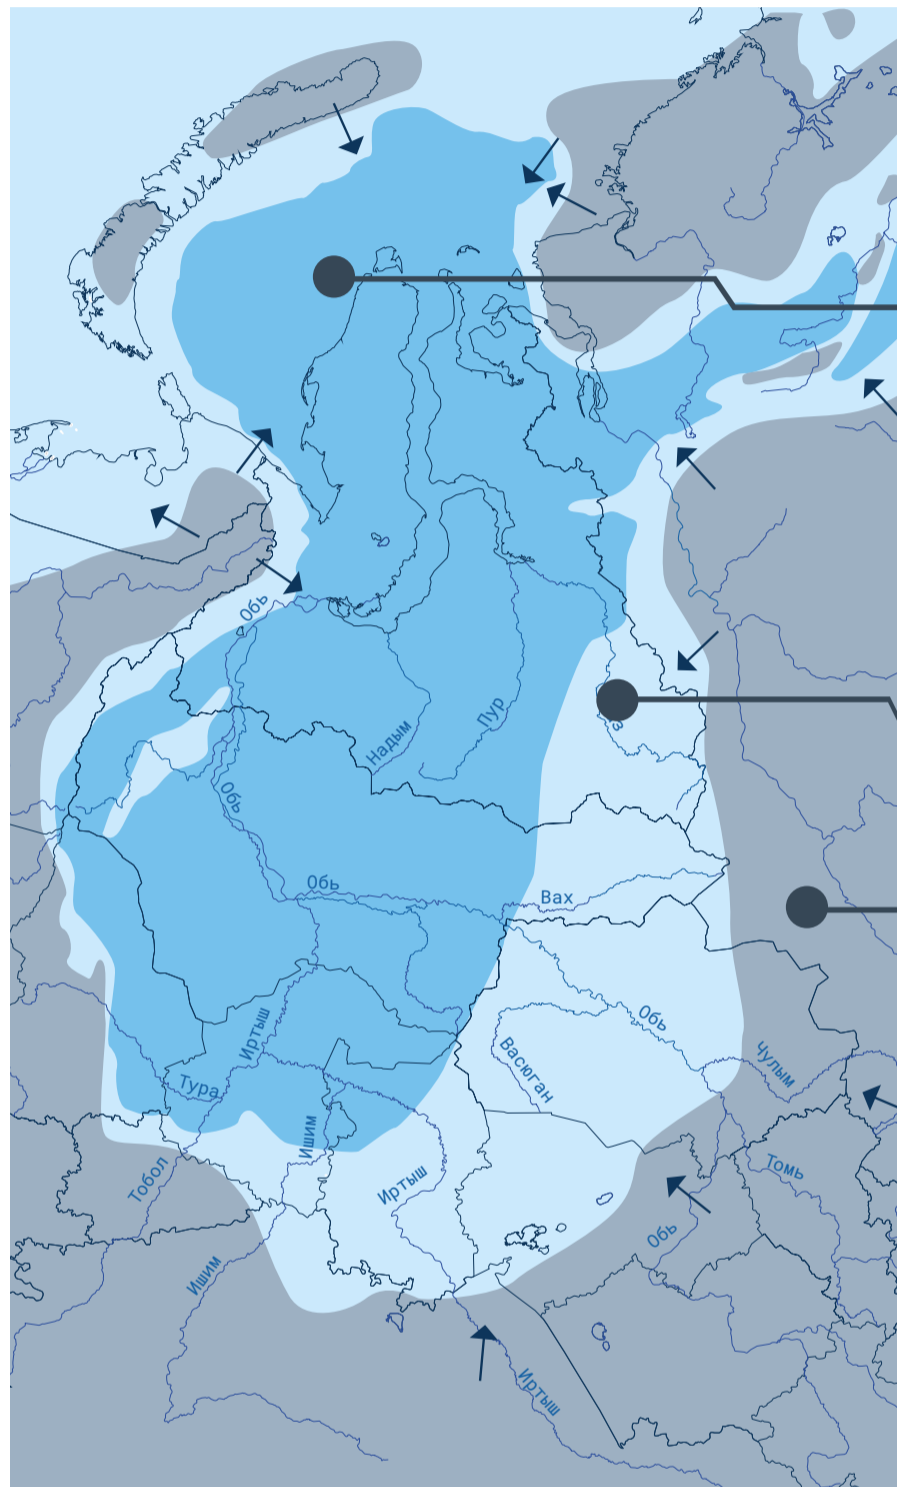 Обь
Пур
Надым
Обь
Обь
Вах
Обь
Иртыш
Васюган
Чулым
Тура
Ишим
Тобол
Иртыш
Томь
Обь
Ишим
Иртыш